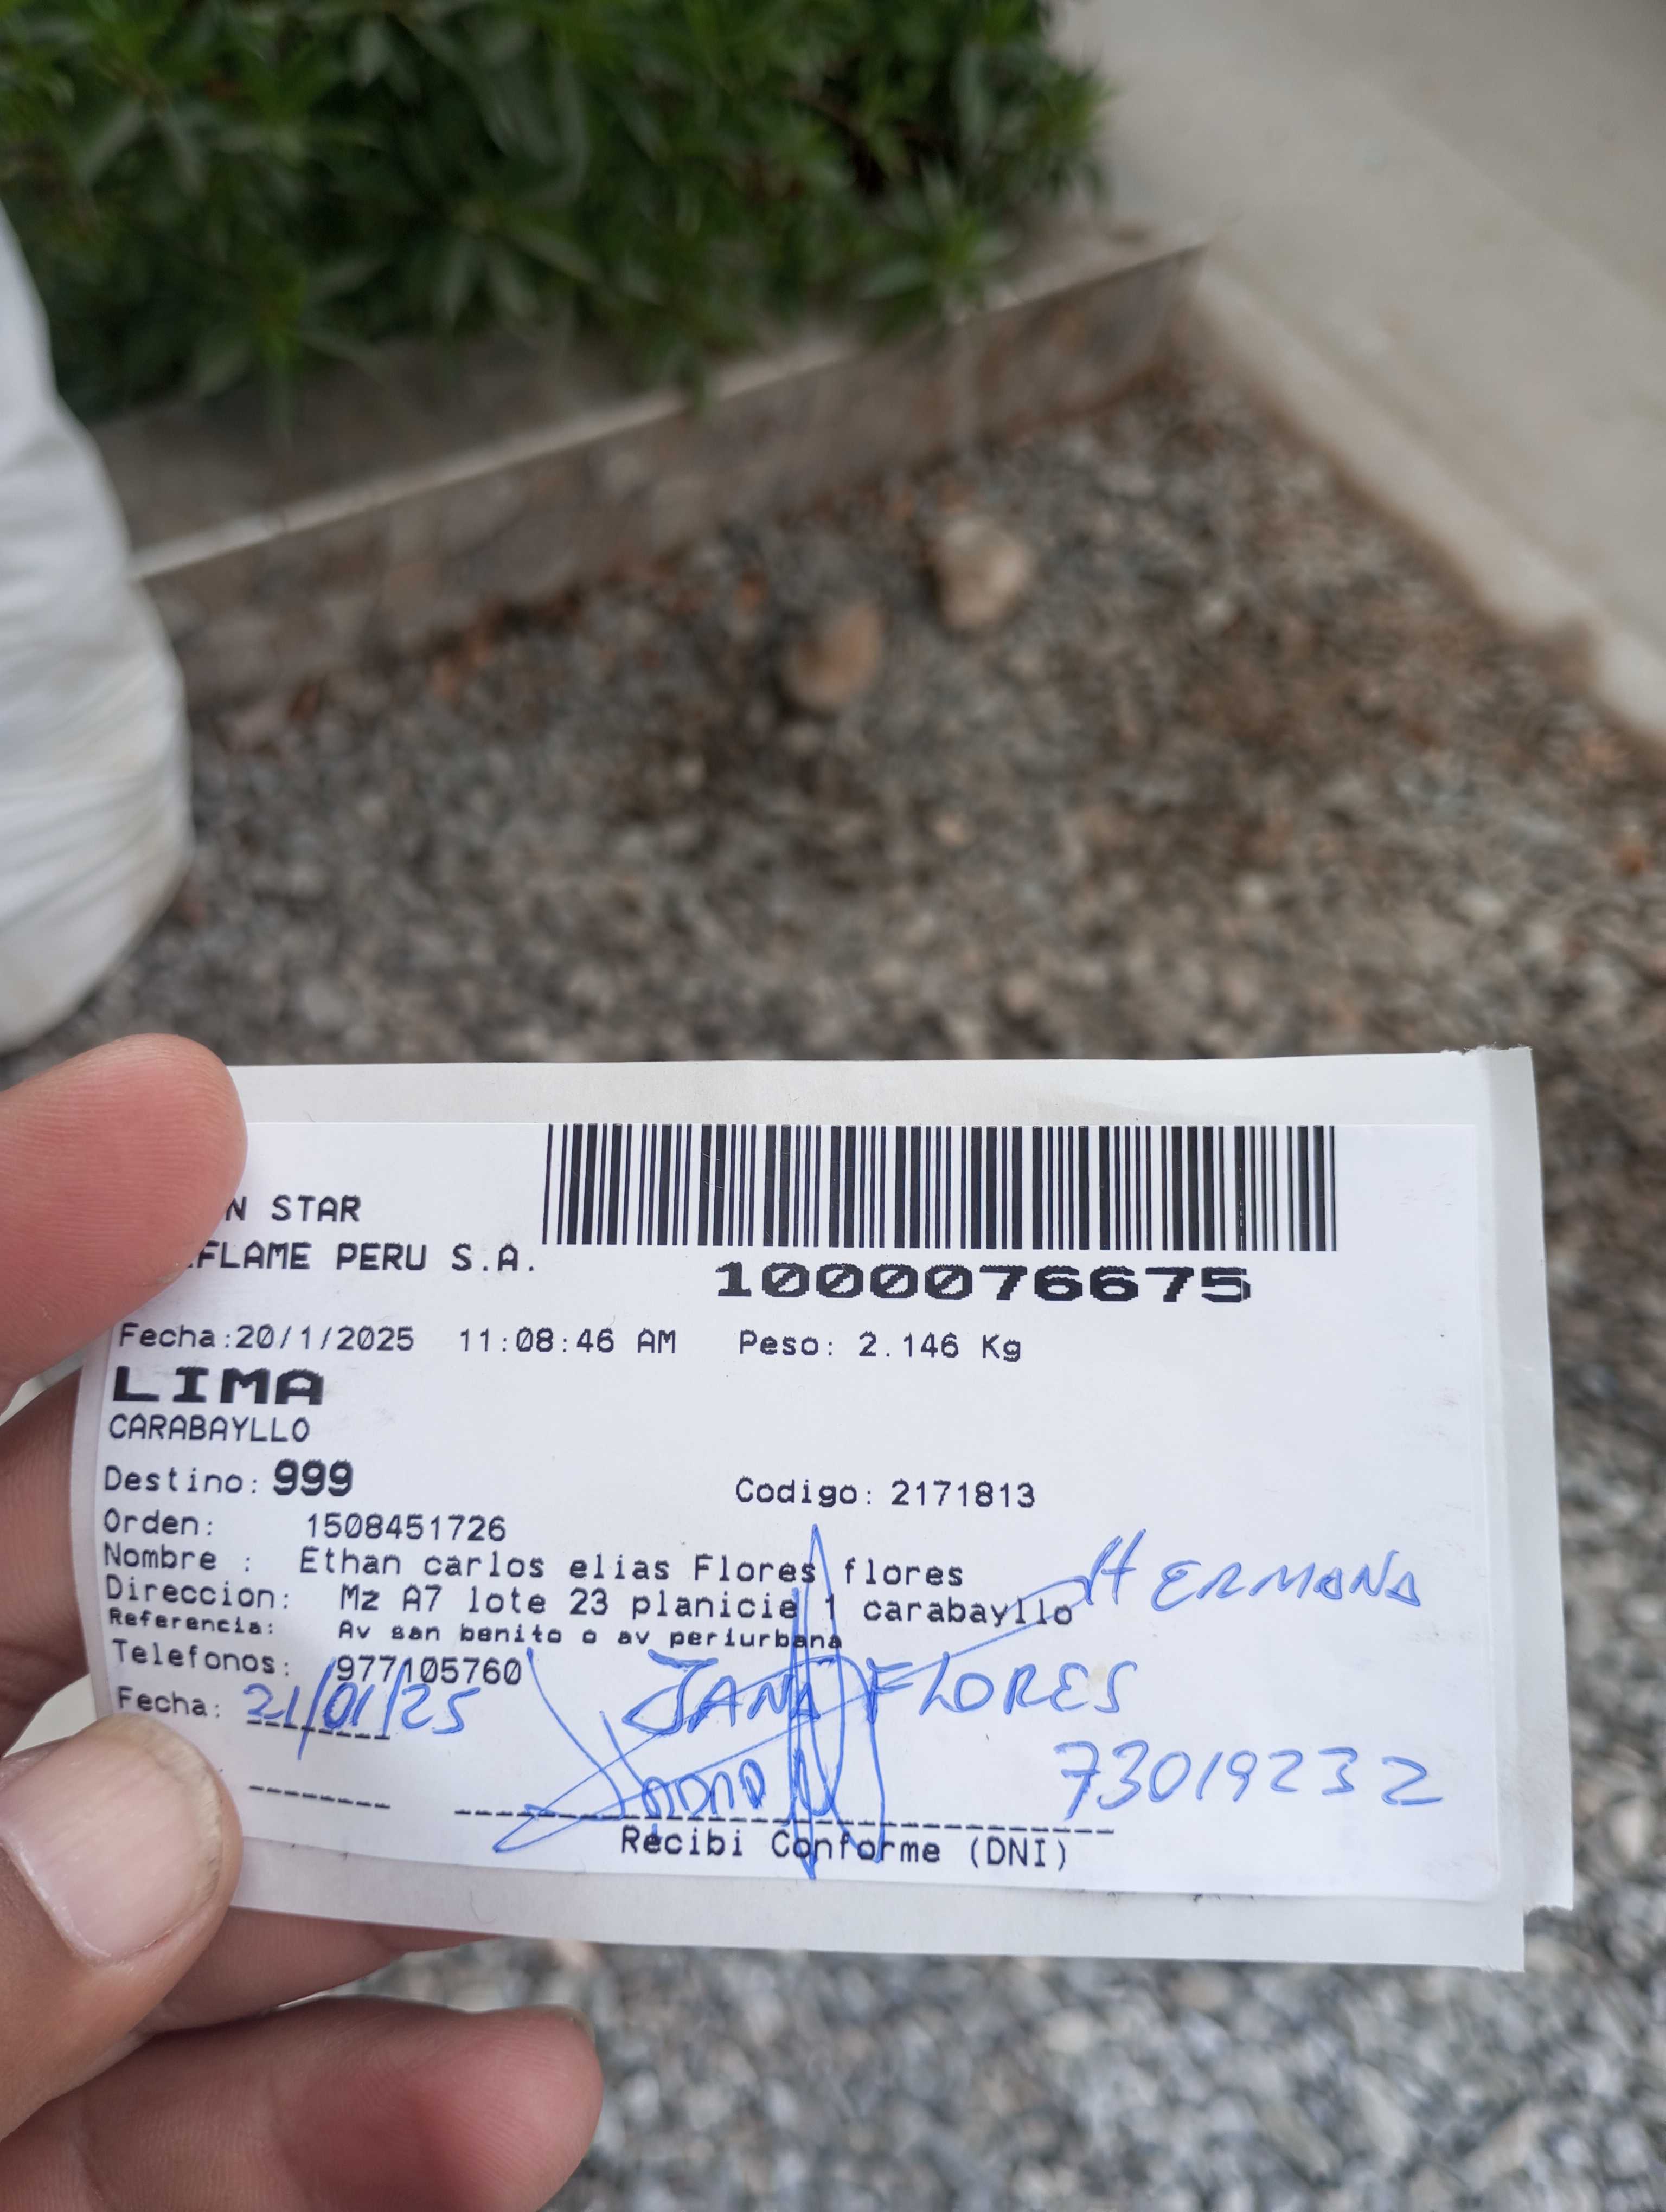 N STAR
FLAME PERU S.A.
1000076675
Fecha:20/1/2025 11:08:46 AM Peso: 2.146 Kg
LIMA
CARABAYLLO
Destino: 999 Codigo: 2171813
Orden: 1508451726
Nombre : Ethan carlos elias Flores flores
HERMANA
Direccion: Mz A7 lote 23 planicie 1 carabayllo
Referencia: Av san benito o av periurbana
Telefonos: 977105760
Fecha: 21/01/25
FLORES
73019232
Recibi Conforme (DNI)